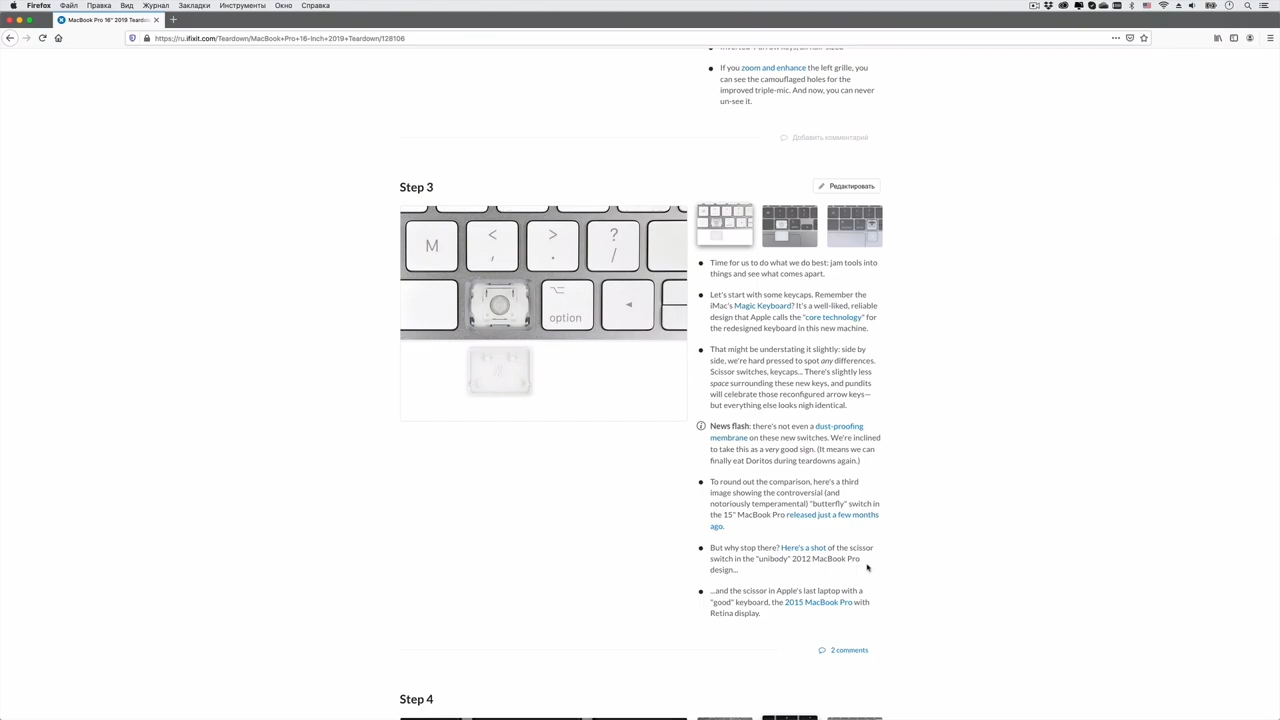 Firefox Файл Правка Вид Журнал Закладки Инструменты Окно Справка
MacBook Pro 16" 2019 Teardo
https://ru.ifixit.com/Teardown/MacBook+Pro+16-Inch+2019+Teardown/128106
If you zoom and enhance the left grille, you
can see the camouflaged holes for the
improved triple-mic. And now, you can never
un-see it.
Добавить комментарий
Step 3
Редактировать
M
<
,
>
.
?
/
option
Time for us to do what we do best: jam tools into
things and see what comes apart.
Let's start with some keycaps. Remember the
iMac's Magic Keyboard? It's a well-liked, reliable
design that Apple calls the "core technology" for
the redesigned keyboard in this new machine.
That might be understating it slightly: side by
side, we're hard pressed to spot any differences.
Scissor switches, keycaps... There's slightly less
space surrounding these new keys, and pundits
will celebrate those reconfigured arrow keys—
but everything else looks nigh identical.
News flash: there's not even a dust-proofing
membrane on these new switches. We're inclined
to take this as a very good sign. (It means we can
finally eat Doritos during teardowns again.)
To round out the comparison, here's a third
image showing the controversial (and
notoriously temperamental) "butterfly" switch in
the 15" MacBook Pro released just a few months
ago.
But why stop there? Here's a shot of the scissor
switch in the "unibody" 2012 MacBook Pro
design...
...and the scissor in Apple's last laptop with a
"good" keyboard, the 2015 MacBook Pro with
Retina display.
2 comments
Step 4